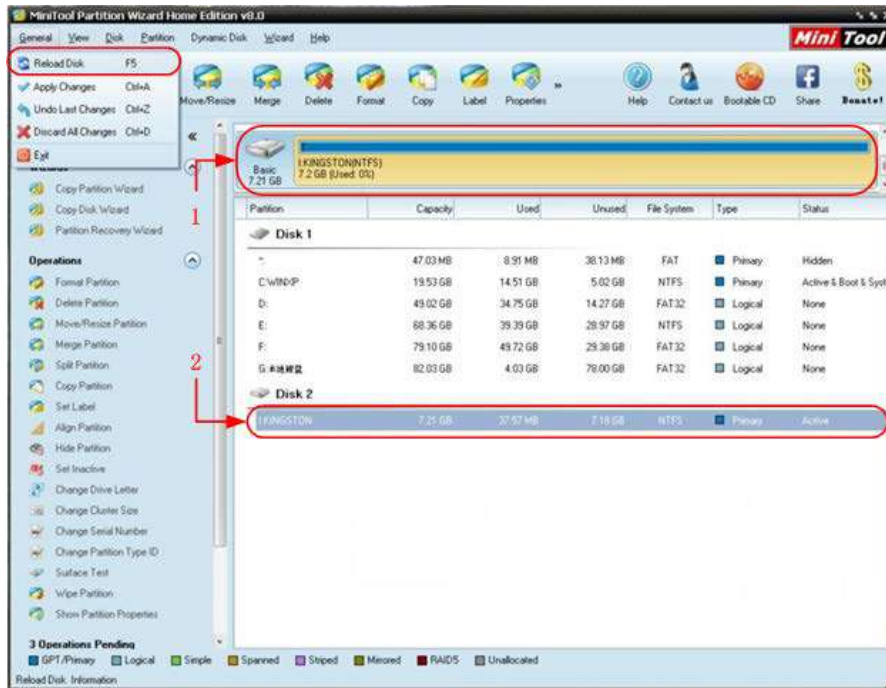 MiniTool Partition Wizard Home Edition v8.0
General View Disk Partition Dynamic Disk Wizard Help
Mini Tool
Reload Disk F5
Apply Changes Ctrl+A
Undo Last Changes Ctrl+Z
Discard All Changes Ctrl+D
Exit
Move/Resize Merge Delete Format Copy Label Properties » Help Contact us Bootable CD Share Donate!
«
Basic
7.21 GB
I:KINGSTON(NTFS)
7.2 GB (Used: 0%)
1
Copy Partition Wizard
Copy Disk Wizard
Partition Recovery Wizard
Operations
Format Partition
Delete Partition
Move/Resize Partition
Merge Partition
Split Partition
Copy Partition
Set Label
Align Partition
Hide Partition
Set Inactive
Change Drive Letter
Change Cluster Size
Change Serial Number
Change Partition Type ID
Surface Test
Wipe Partition
Show Partition Properties
3 Operations Pending
Partition Capacity Used Unused File System Type Status
Disk 1
*: 47.03 MB 8.91 MB 38.13 MB FAT Primary Hidden
C:WINXP 19.53 GB 14.51 GB 5.02 GB NTFS Primary Active & Boot & Syst
D: 49.02 GB 34.75 GB 14.27 GB FAT32 Logical None
E: 68.36 GB 39.39 GB 28.97 GB NTFS Logical None
F: 79.10 GB 49.72 GB 29.38 GB FAT32 Logical None
G:本地磁盘 82.03 GB 4.03 GB 78.00 GB FAT32 Logical None
2
Disk 2
I:KINGSTON 7.21 GB 37.57 MB 7.18 GB NTFS Primary Active
GPT/Primary Logical Simple Spanned Striped Mirrored RAID5 Unallocated
Reload Disk Information